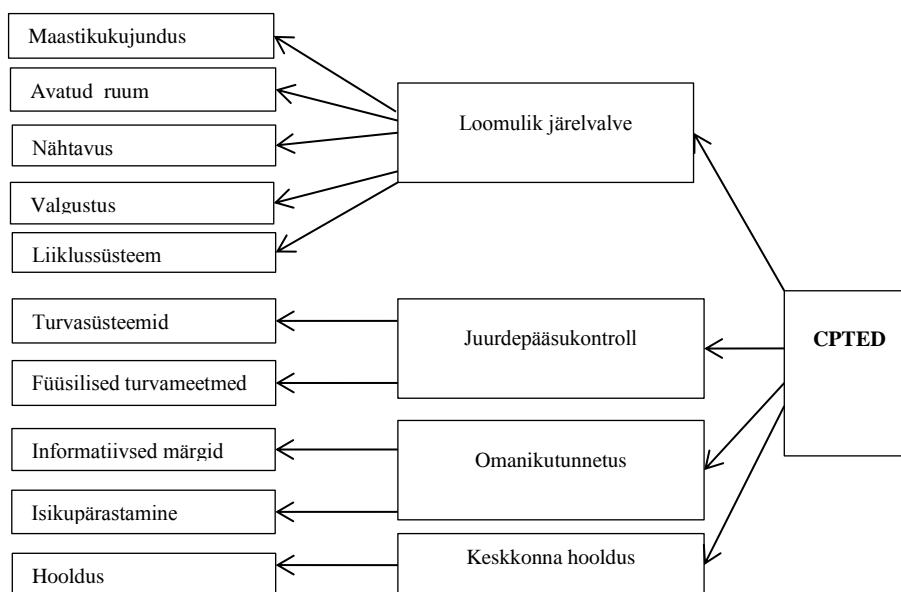 Maastikukujundus
Avatud ruum
Nähtavus
Valgustus
Liiklussüsteem
Turvasüsteemid
Füüsilised turvameetmed
Informatiivsed märgid
Isikupärastamine
Hooldus
Loomulik järelvalve
Juurdepääsukontroll
Omanikutunnetus
Keskkonna hooldus
CPTED